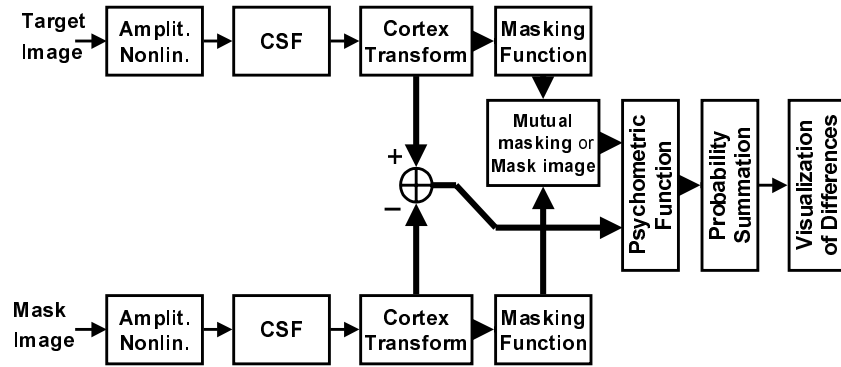 Target
Image
Amplit.
Nonlin.
CSF
Cortex
Transform
Masking
Function
Mutual
masking or
Mask image
+
−
Psychometric
Function
Probability
Summation
Visualization
of Differences
Mask
Image
Amplit.
Nonlin.
CSF
Cortex
Transform
Masking
Function